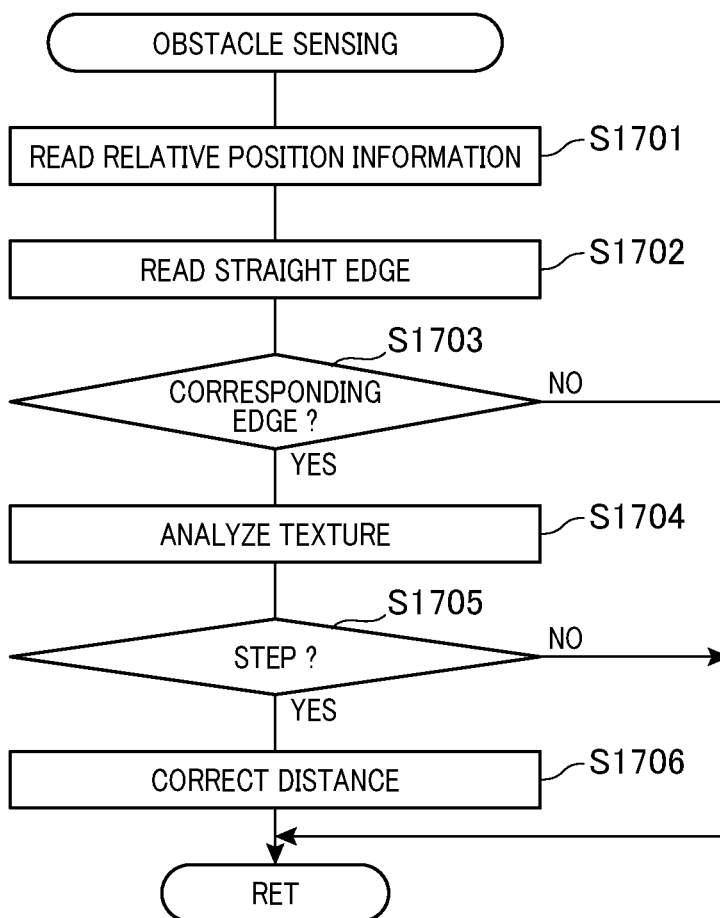 OBSTACLE SENSING
READ RELATIVE POSITION INFORMATION
S1701
READ STRAIGHT EDGE
S1702
S1703
CORRESPONDING
EDGE ?
NO
YES
ANALYZE TEXTURE
S1704
S1705
STEP ?
NO
YES
CORRECT DISTANCE
S1706
RET